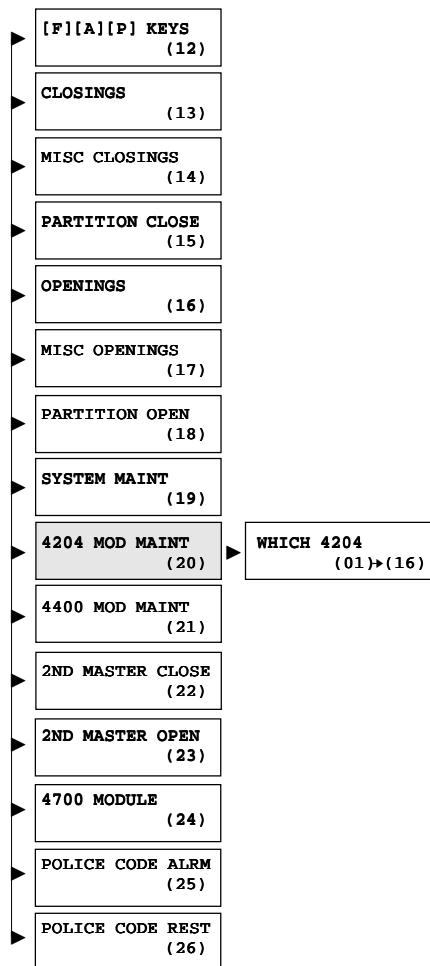 [F][A][P] KEYS
(12)
CLOSINGS
(13)
MISC CLOSINGS
(14)
PARTITION CLOSE
(15)
OPENINGS
(16)
MISC OPENINGS
(17)
PARTITION OPEN
(18)
SYSTEM MAINT
(19)
4204 MOD MAINT
(20)
WHICH 4204
(01)→(16)
4400 MOD MAINT
(21)
2ND MASTER CLOSE
(22)
2ND MASTER OPEN
(23)
4700 MODULE
(24)
POLICE CODE ALRM
(25)
POLICE CODE REST
(26)